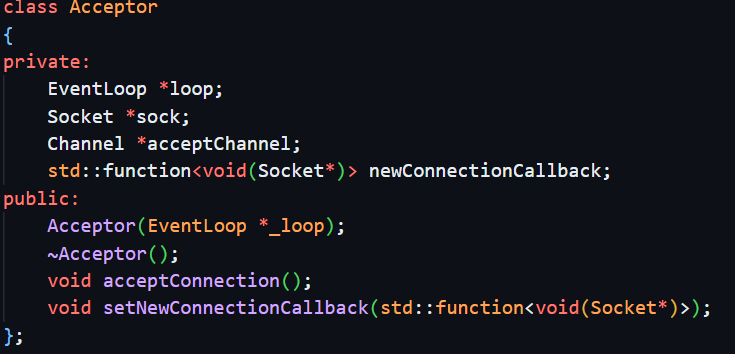 class Acceptor
{
private:
    EventLoop *loop;
    Socket *sock;
    Channel *acceptChannel;
    std::function<void(Socket*)> newConnectionCallback;
public:
    Acceptor(EventLoop *_loop);
    ~Acceptor();
    void acceptConnection();
    void setNewConnectionCallback(std::function<void(Socket*)>);
};